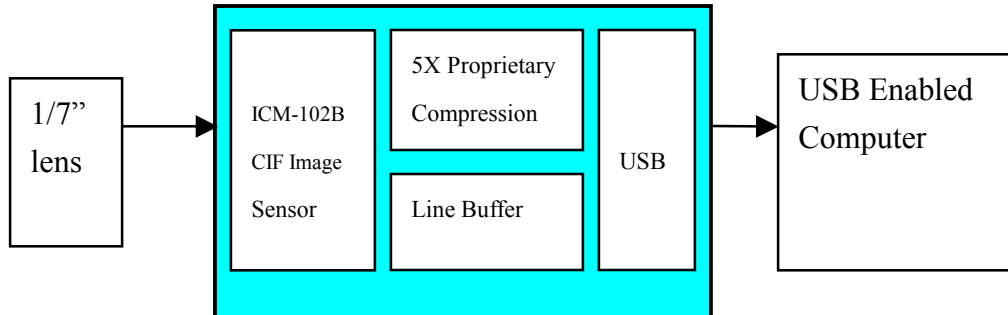 1/7”
lens
ICM-102B
CIF Image
Sensor
5X Proprietary
Compression
Line Buffer
USB
USB Enabled
Computer